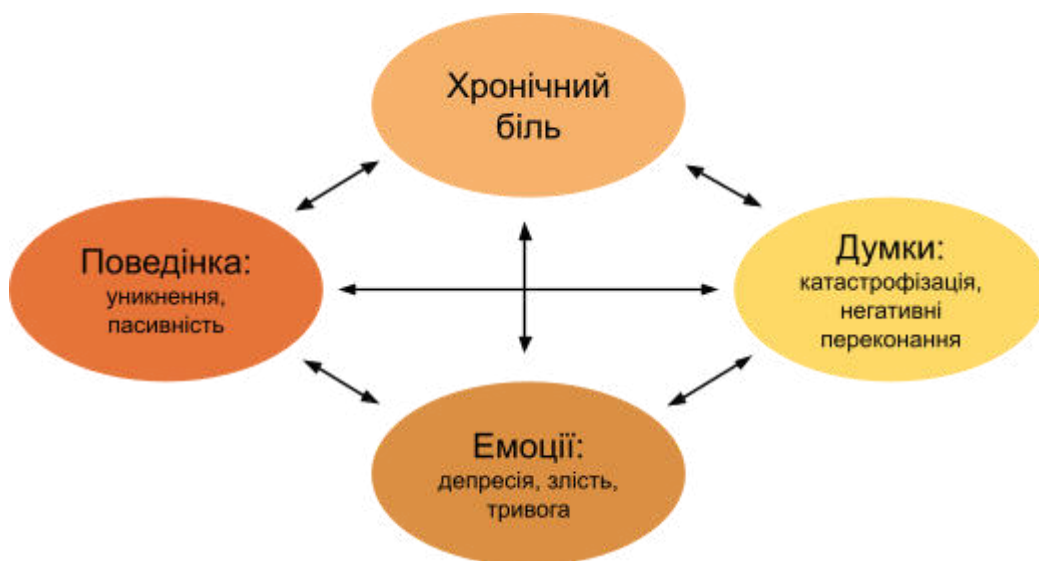 Хронічний
біль
Поведінка:
уникнення,
пасивність
Думки:
катастрофізація,
негативні
переконання
Емоції:
депресія, злість,
тривога